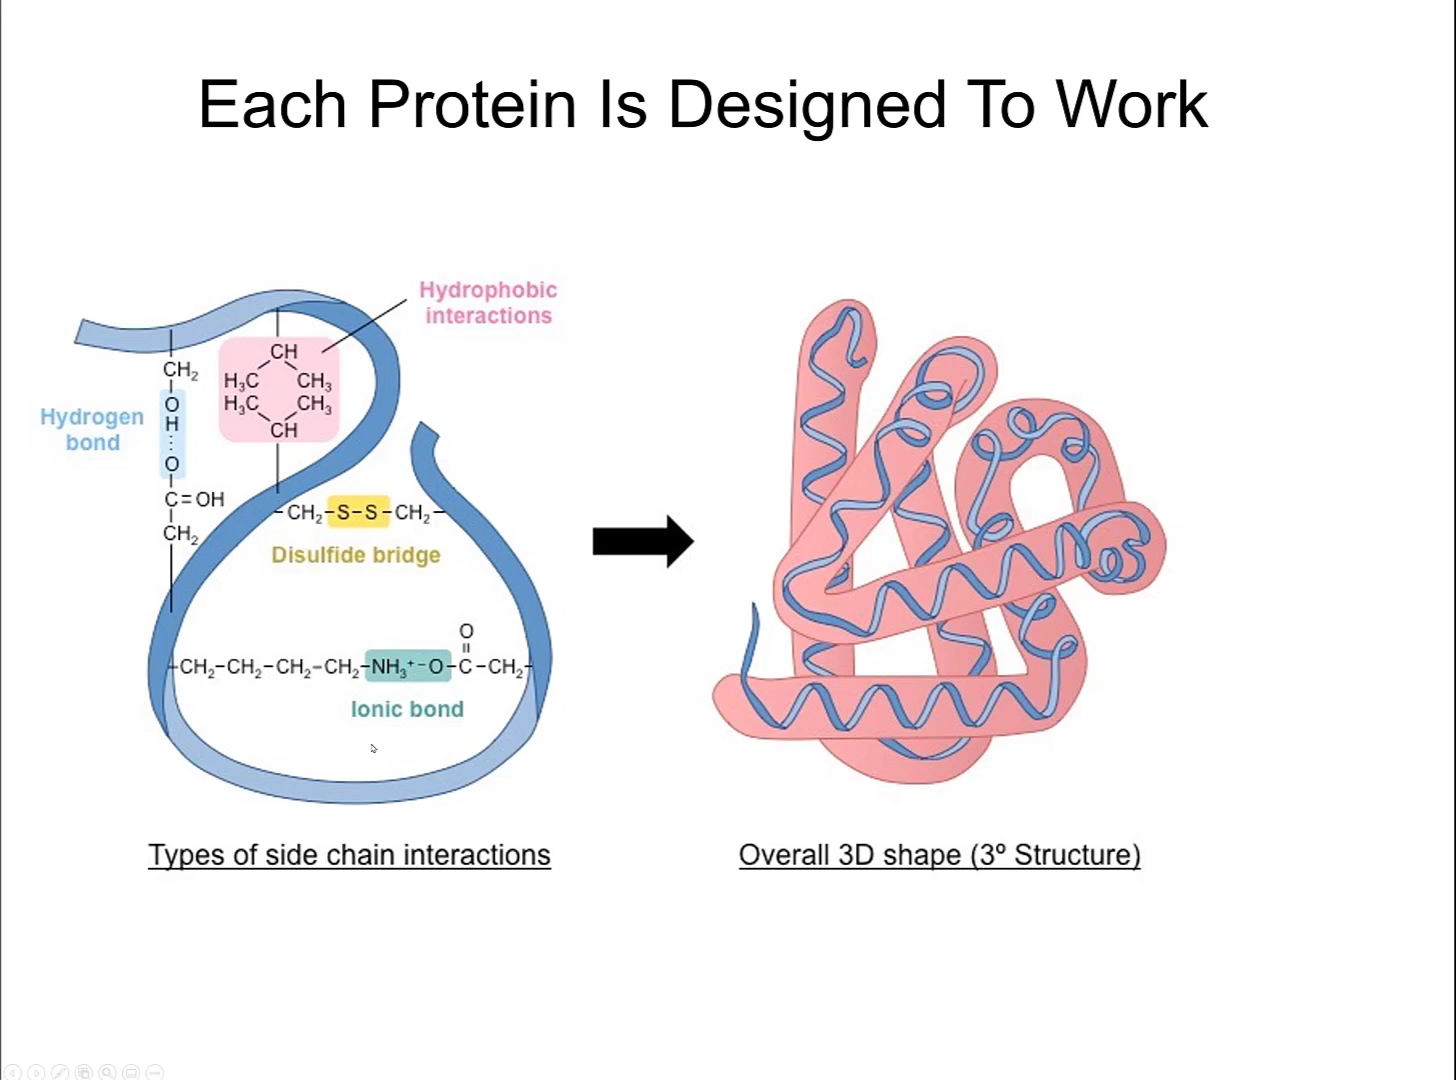 Each Protein Is Designed To Work
Hydrophobic
interactions
CH
H₃C CH₃
H₃C CH₃
CH
Hydrogen
bond
CH₂
O
H
O
C=OH
CH₂
-CH₂-S-S-CH₂-
Disulfide bridge
O
-CH₂-CH₂-CH₂-CH₂-NH₃⁺⁻O-C-CH₂-
Ionic bond
Types of side chain interactions
Overall 3D shape (3º Structure)